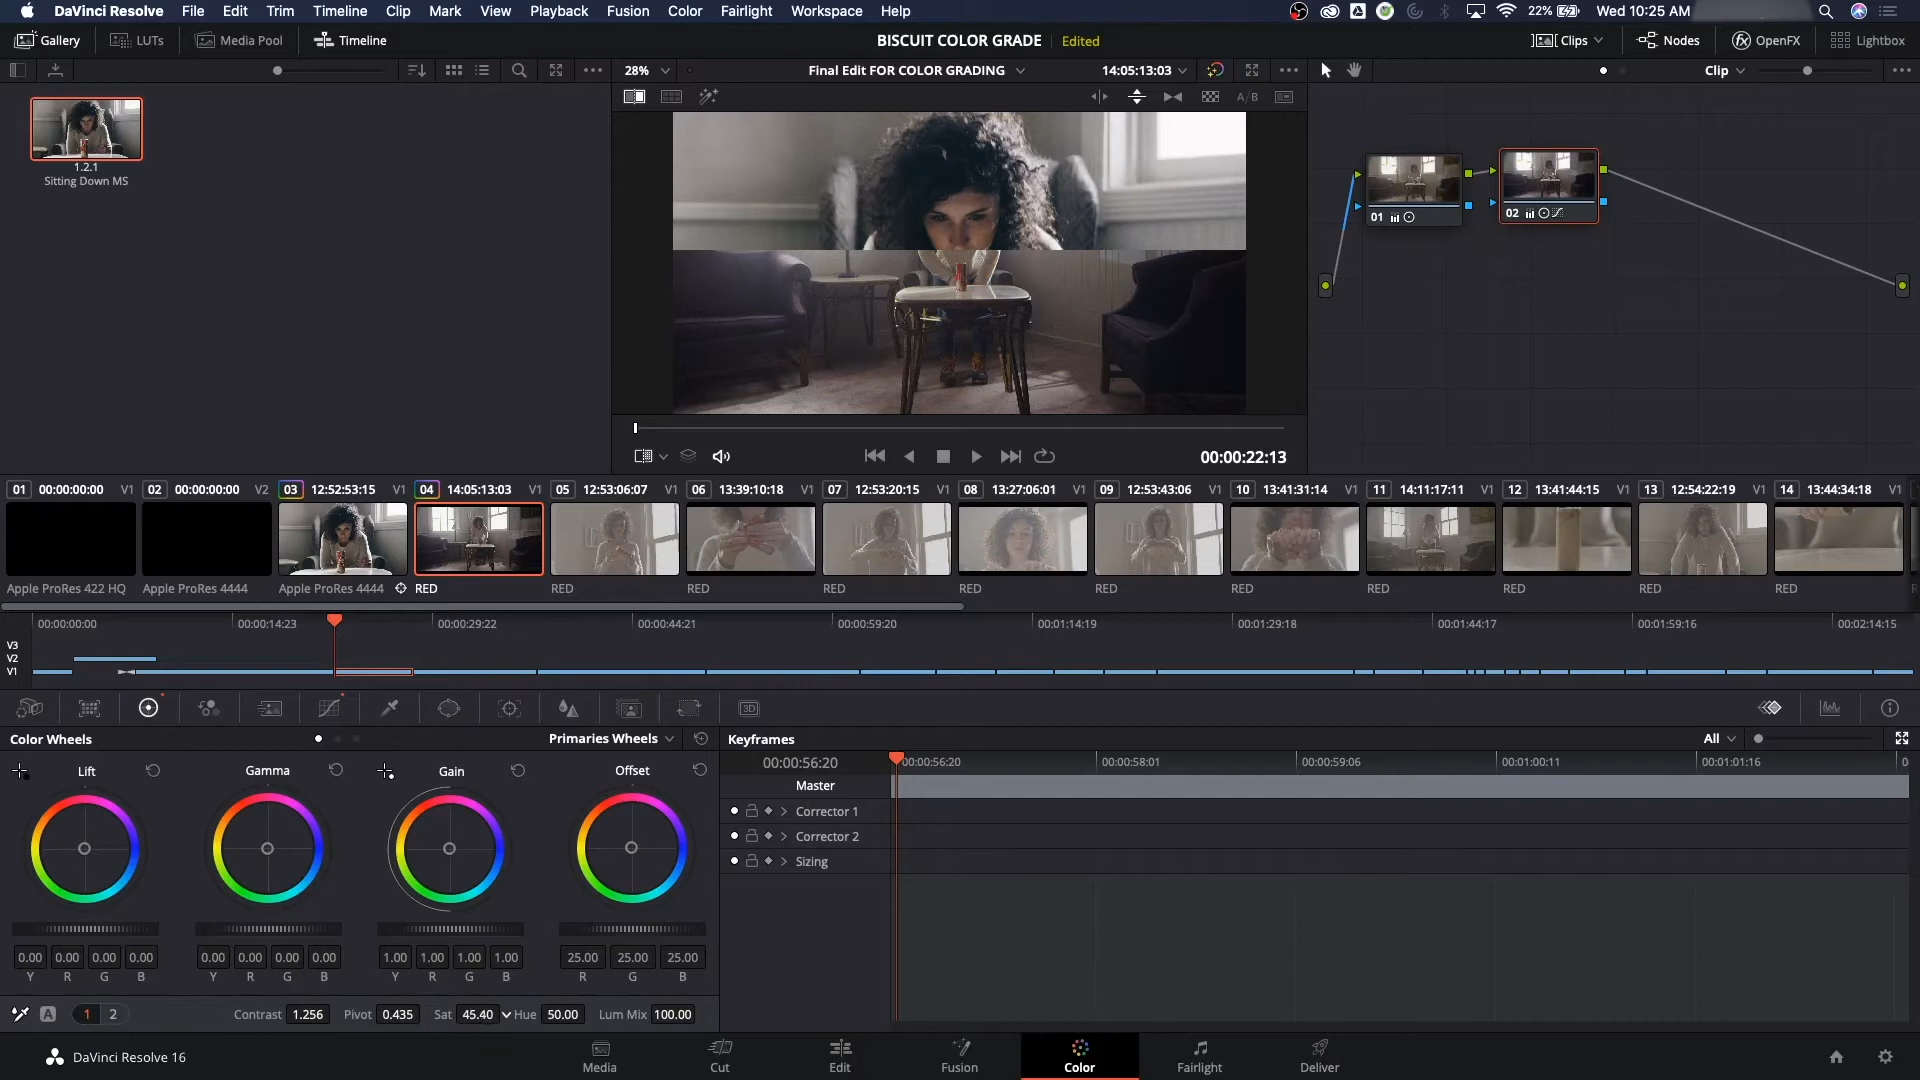 DaVinci Resolve File Edit Trim Timeline Clip Mark View Playback Fusion Color Fairlight Workspace Help 22% Wed 10:25 AM
Gallery LUTs Media Pool Timeline BISCUIT COLOR GRADE Edited Clips Nodes OpenFX Lightbox
28% Final Edit FOR COLOR GRADING 14:05:13:03 Clip
A/B
1.2.1
Sitting Down MS
01
02
00:00:22:13
01 00:00:00:00 V1 02 00:00:00:00 V2 03 12:52:53:15 V1 04 14:05:13:03 V1 05 12:53:06:07 V1 06 13:39:10:18 V1 07 12:53:20:15 V1 08 13:27:06:01 V1 09 12:53:43:06 V1 10 13:41:31:14 V1 11 14:11:17:11 V1 12 13:41:44:15 V1 13 12:54:22:19 V1 14 13:44:34:18 V1
Apple ProRes 422 HQ Apple ProRes 4444 Apple ProRes 4444 RED RED RED RED RED RED RED RED RED RED RED
00:00:00:00 00:00:14:23 00:00:29:22 00:00:44:21 00:00:59:20 00:01:14:19 00:01:29:18 00:01:44:17 00:01:59:16 00:02:14:15
V3
V2
V1
3D
Color Wheels Primaries Wheels Keyframes All
Lift Gamma Gain Offset
00:00:56:20 00:00:56:20 00:00:58:01 00:00:59:06 00:01:00:11 00:01:01:16 0
Master
Corrector 1
Corrector 2
Sizing
0.00 0.00 0.00 0.00 0.00 0.00 0.00 0.00 1.00 1.00 1.00 1.00 25.00 25.00 25.00
Y R G B Y R G B Y R G B R G B
A 1 2 Contrast 1.256 Pivot 0.435 Sat 45.40 Hue 50.00 Lum Mix 100.00
DaVinci Resolve 16 Media Cut Edit Fusion Color Fairlight Deliver